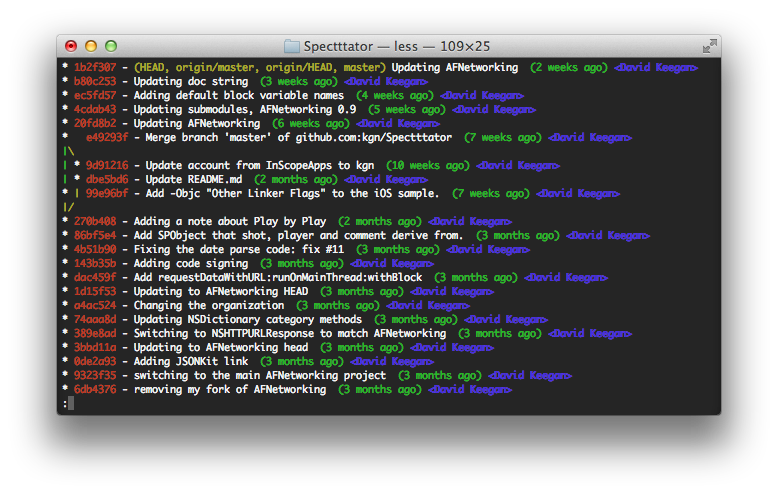 Specttator — less — 109×25
* 1b2f307 - (HEAD, origin/master, origin/HEAD, master) Updating AFNetworking (2 weeks ago) <David Keegan>
* b80c253 - Updating doc string (3 weeks ago) <David Keegan>
* ec5fd57 - Adding default block variable names (4 weeks ago) <David Keegan>
* 4cdab43 - Updating submodules, AFNetworking 0.9 (5 weeks ago) <David Keegan>
* 20fd8b2 - Updating AFNetworking (6 weeks ago) <David Keegan>
*   e49293f - Merge branch 'master' of github.com:kgn/Specttator (7 weeks ago) <David Keegan>
|\
| * 9d91216 - Update account from InScopeApps to kgn (10 weeks ago) <David Keegan>
| * dbe5bd6 - Update README.md (2 months ago) <David Keegan>
* | 99e96bf - Add -Objc "Other Linker Flags" to the iOS sample. (7 weeks ago) <David Keegan>
|/
* 270b408 - Adding a note about Play by Play (2 months ago) <David Keegan>
* 86bf5e4 - Add SPObject that shot, player and comment derive from. (3 months ago) <David Keegan>
* 4b51b90 - Fixing the date parse code: fix #11 (3 months ago) <David Keegan>
* 143b35b - Adding code signing (3 months ago) <David Keegan>
* dac459f - Add requestDataWithURL:runOnMainThread:withBlock (3 months ago) <David Keegan>
* 1d15f53 - Updating to AFNetworking HEAD (3 months ago) <David Keegan>
* a4ac524 - Changing the organization (3 months ago) <David Keegan>
* 74aaa8d - Updating NSDictionary category methods (3 months ago) <David Keegan>
* 389e8ad - Switching to NSHTTPURLResponse to match AFNetworking (3 months ago) <David Keegan>
* 3bbd11a - Updating to AFNetworking head (3 months ago) <David Keegan>
* 0de2a93 - Adding JSONKit link (3 months ago) <David Keegan>
* 9323f35 - switching to the main AFNetworking project (3 months ago) <David Keegan>
* 6db4376 - removing my fork of AFNetworking (3 months ago) <David Keegan>
: